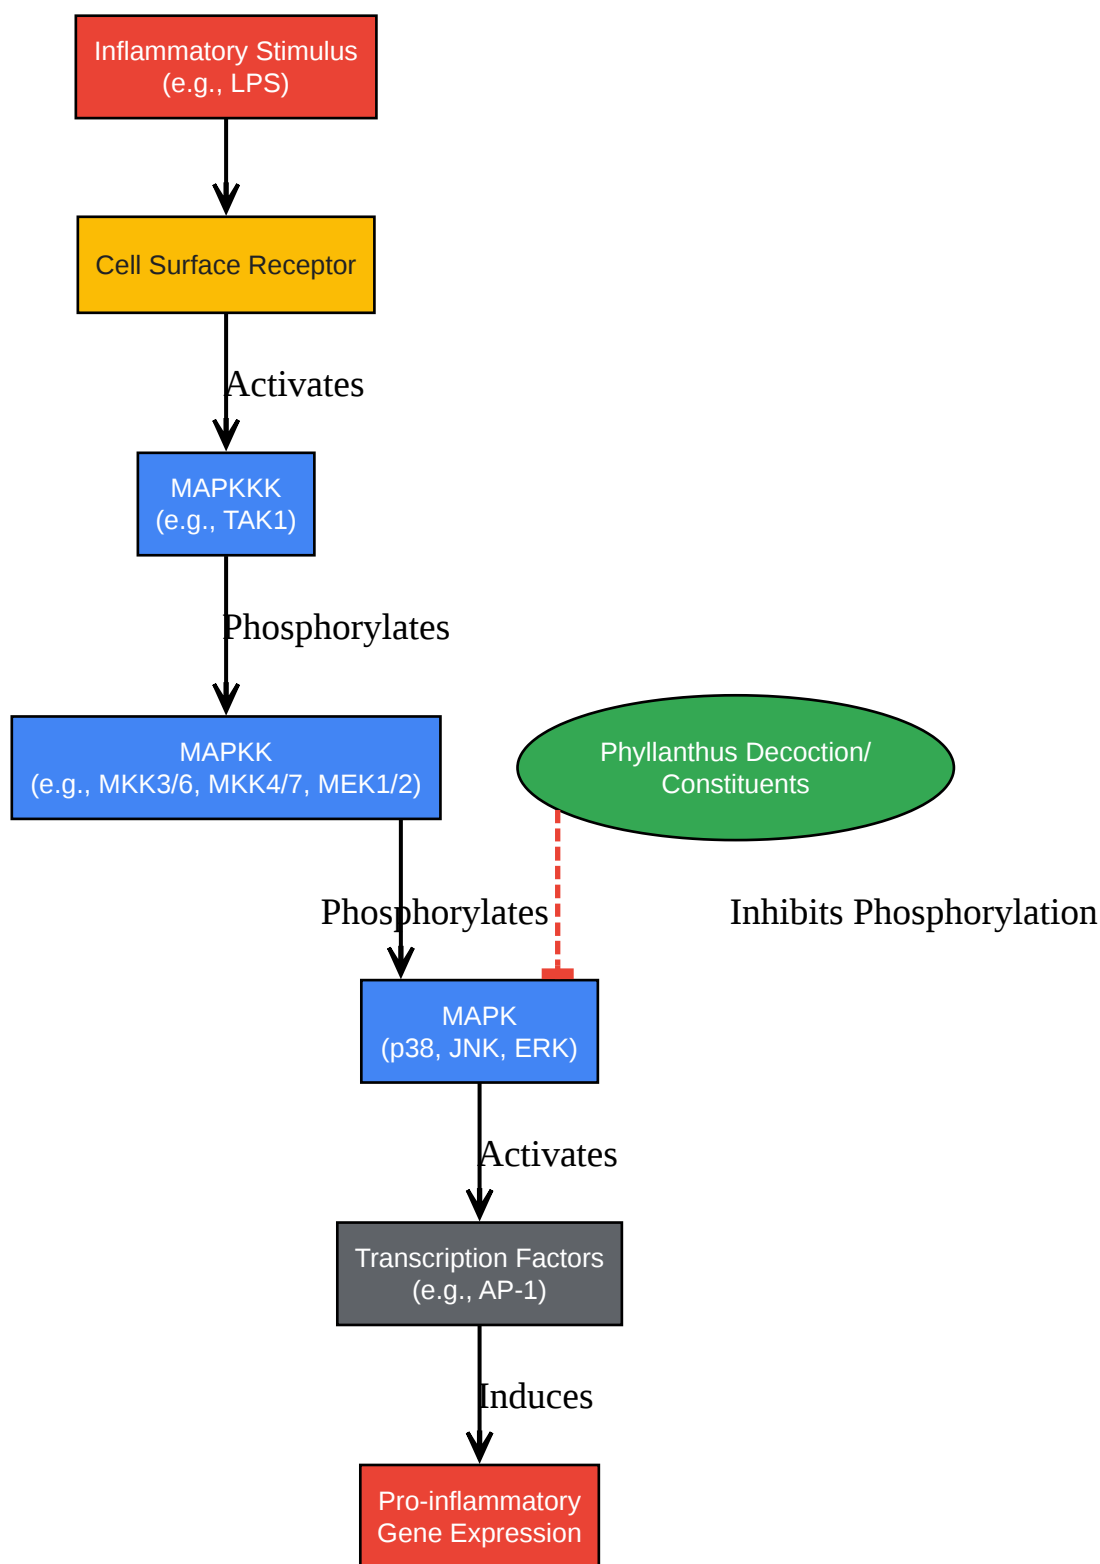 Inflammatory Stimulus
(e.g., LPS)
Cell Surface Receptor
Activates
MAPKKK
(e.g., TAK1)
Phosphorylates
MAPKK
(e.g., MKK3/6, MKK4/7, MEK1/2)
Phyllanthus Decoction/
Constituents
Phosphorylates
Inhibits Phosphorylation
MAPK
(p38, JNK, ERK)
Activates
Transcription Factors
(e.g., AP-1)
Induces
Pro-inflammatory
Gene Expression